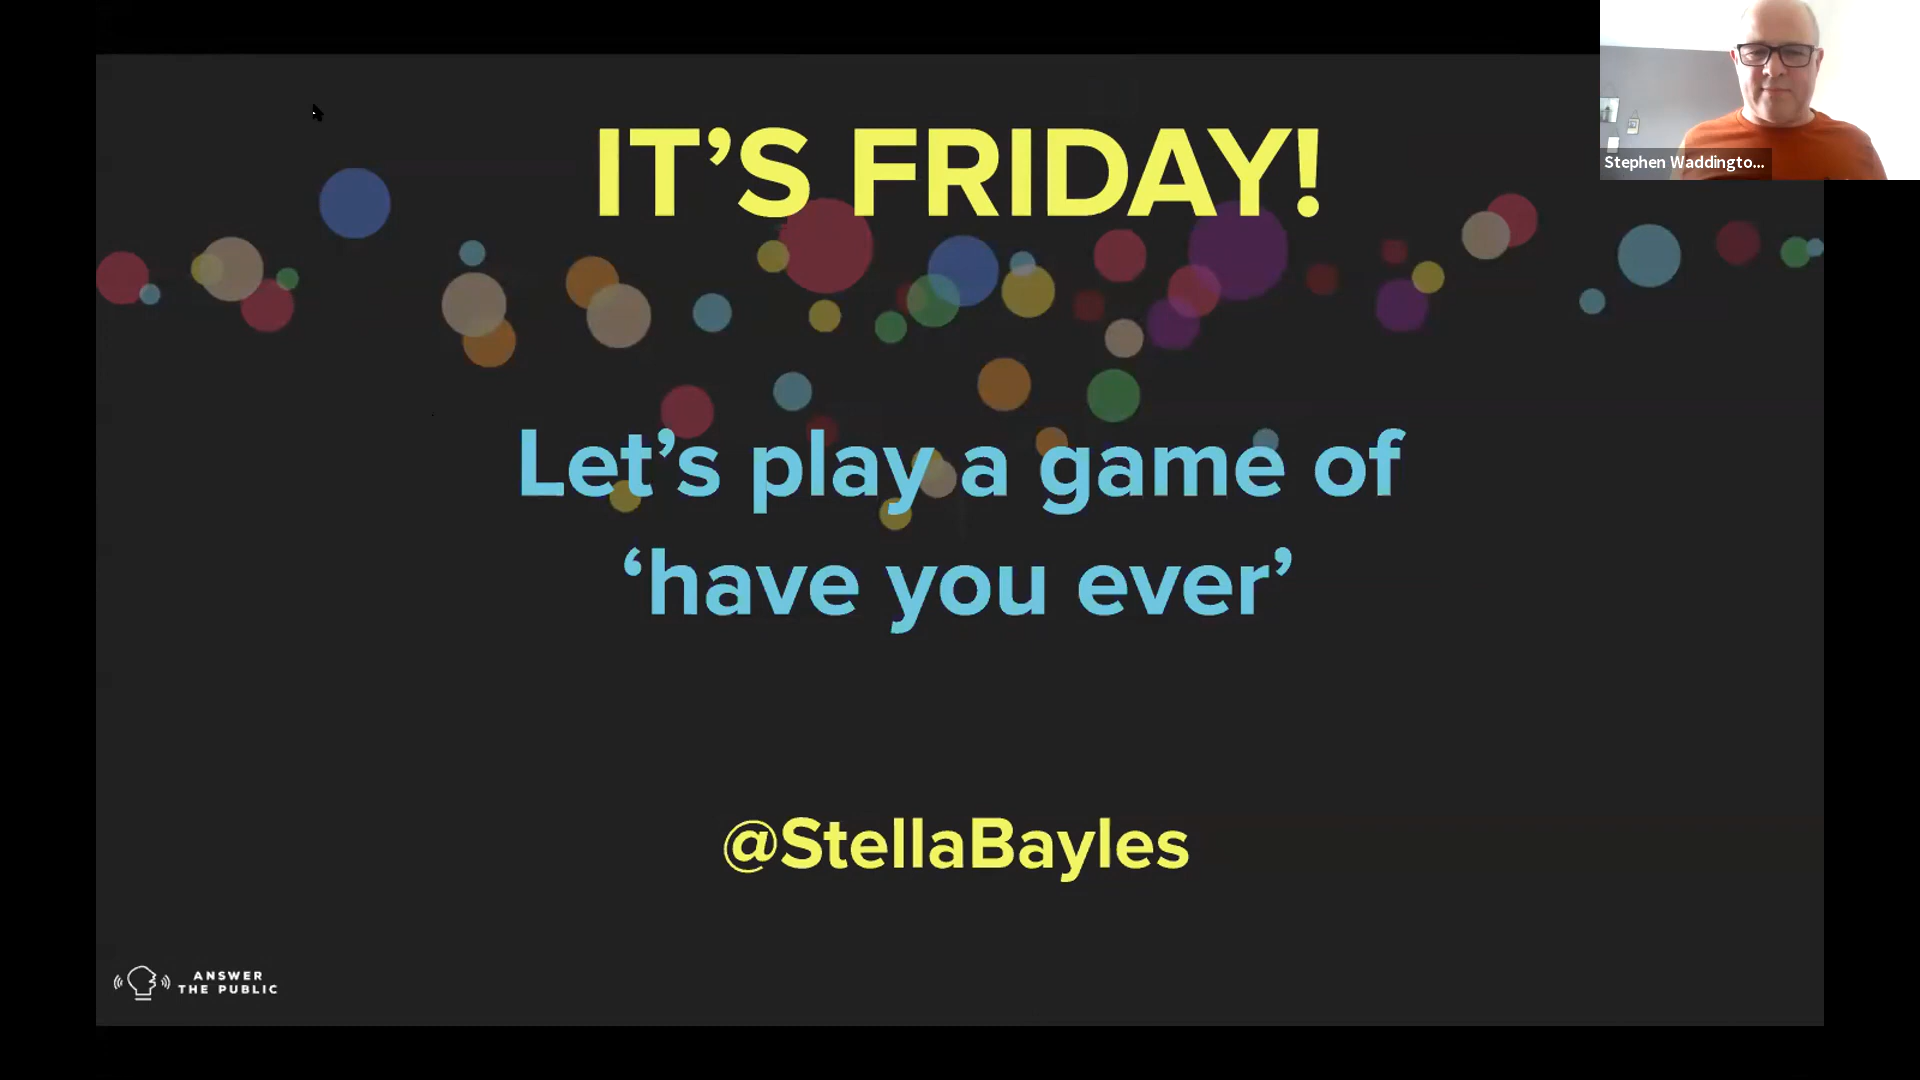 IT’S FRIDAY!
Stephen Waddingto...
Let’s play a game of
‘have you ever’
@StellaBayles
ANSWER
THE PUBLIC